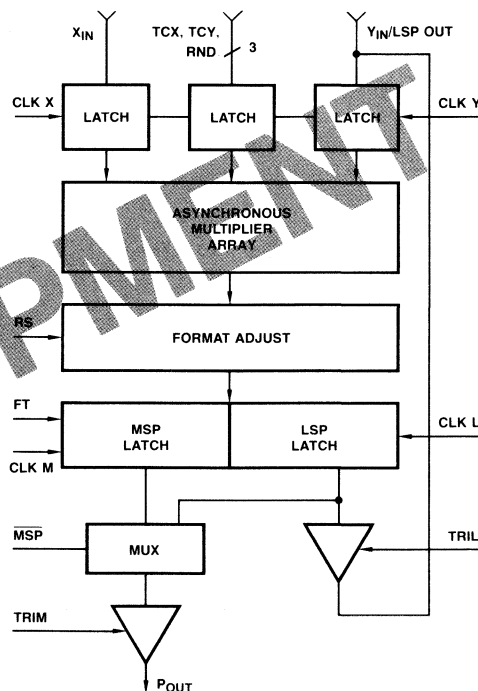 X_IN
TCX, TCY,
RND
3
Y_IN/LSP OUT
CLK X
LATCH
LATCH
LATCH
CLK Y
ASYNCHRONOUS
MULTIPLIER
ARRAY
RS
FORMAT ADJUST
FT
CLK M
MSP
LATCH
LSP
LATCH
CLK L
MSP
MUX
TRIL
TRIM
P_OUT
PMENT